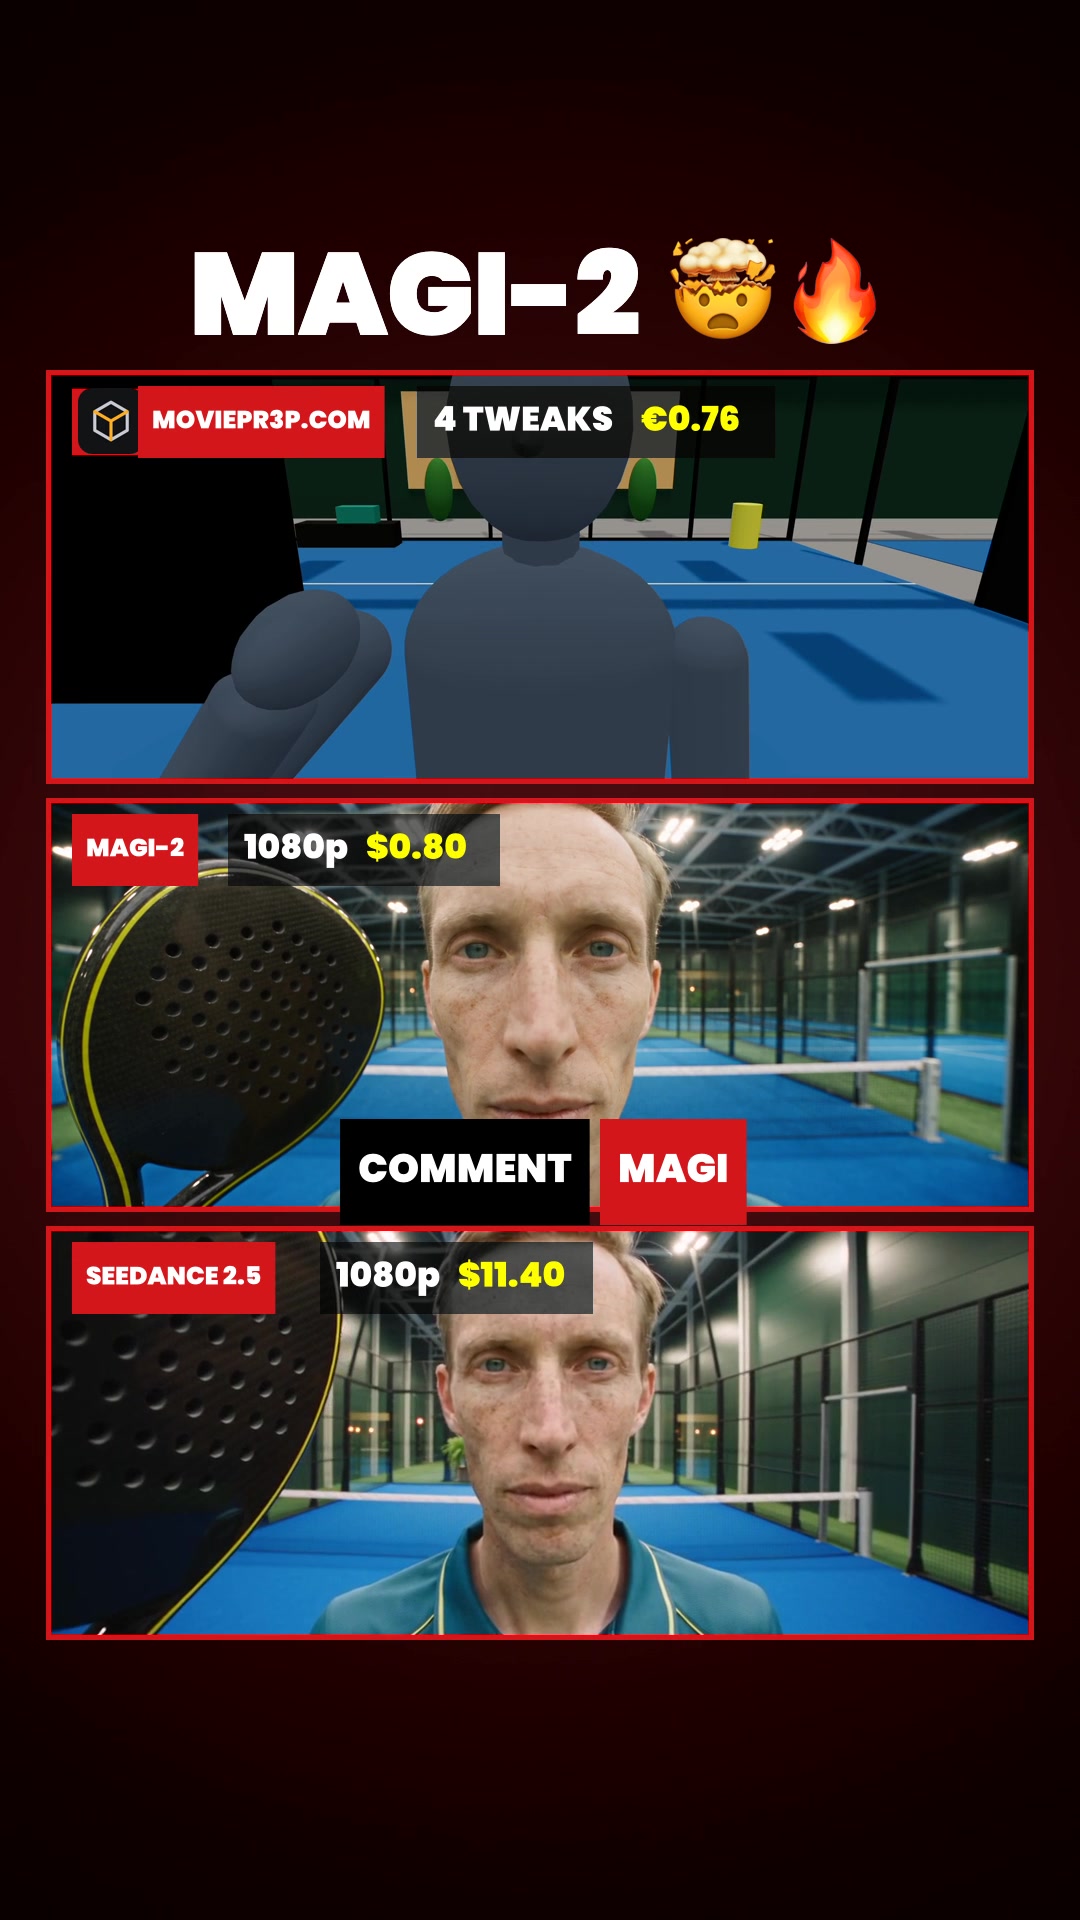 MAGI-2 🤯🔥
MOVIEPR3P.COM
4 TWEAKS €0.76
MAGI-2
1080p $0.80
COMMENT MAGI
SEEDANCE 2.5
1080p $11.40